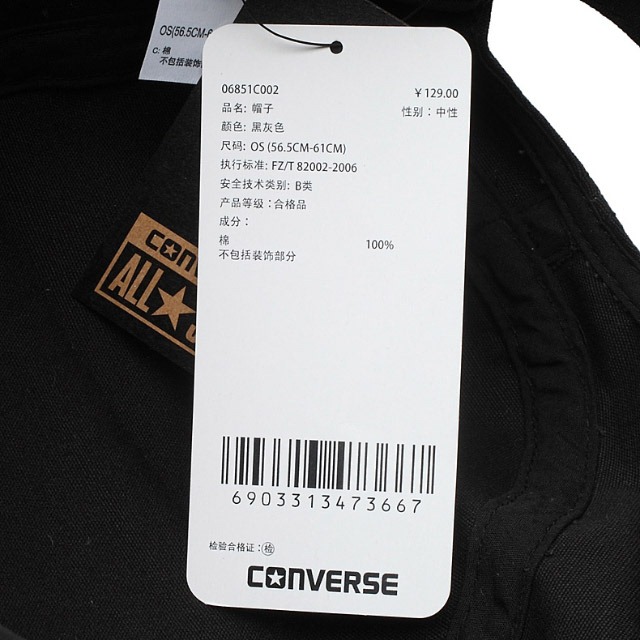 OS(56.5CM-6
C: 棉
不包括装饰
06851C002 ￥129.00
品名: 帽子 性别: 中性
颜色: 黑灰色
尺码: OS (56.5CM-61CM)
执行标准: FZ/T 82002-2006
安全技术类别: B类
产品等级: 合格品
成分：
棉 100%
不包括装饰部分
CON
ALL★
6903313473667
检验合格证: 检
CONVERSE